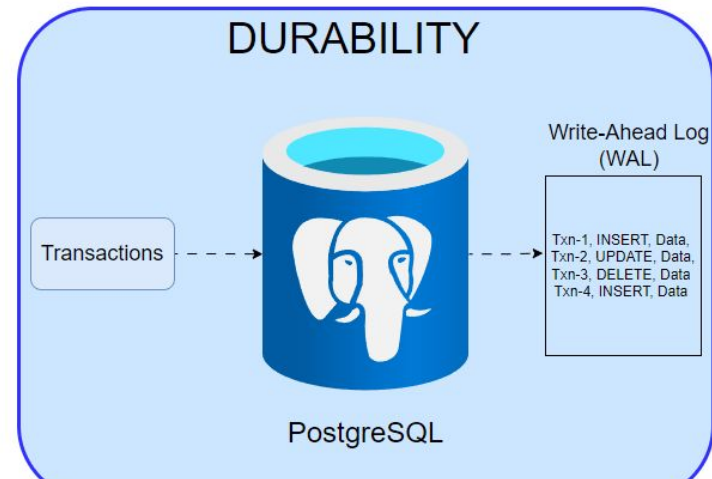 DURABILITY
Write-Ahead Log
(WAL)
Transactions
Txn-1, INSERT, Data,
Txn-2, UPDATE, Data,
Txn-3, DELETE, Data
Txn-4, INSERT, Data
PostgreSQL